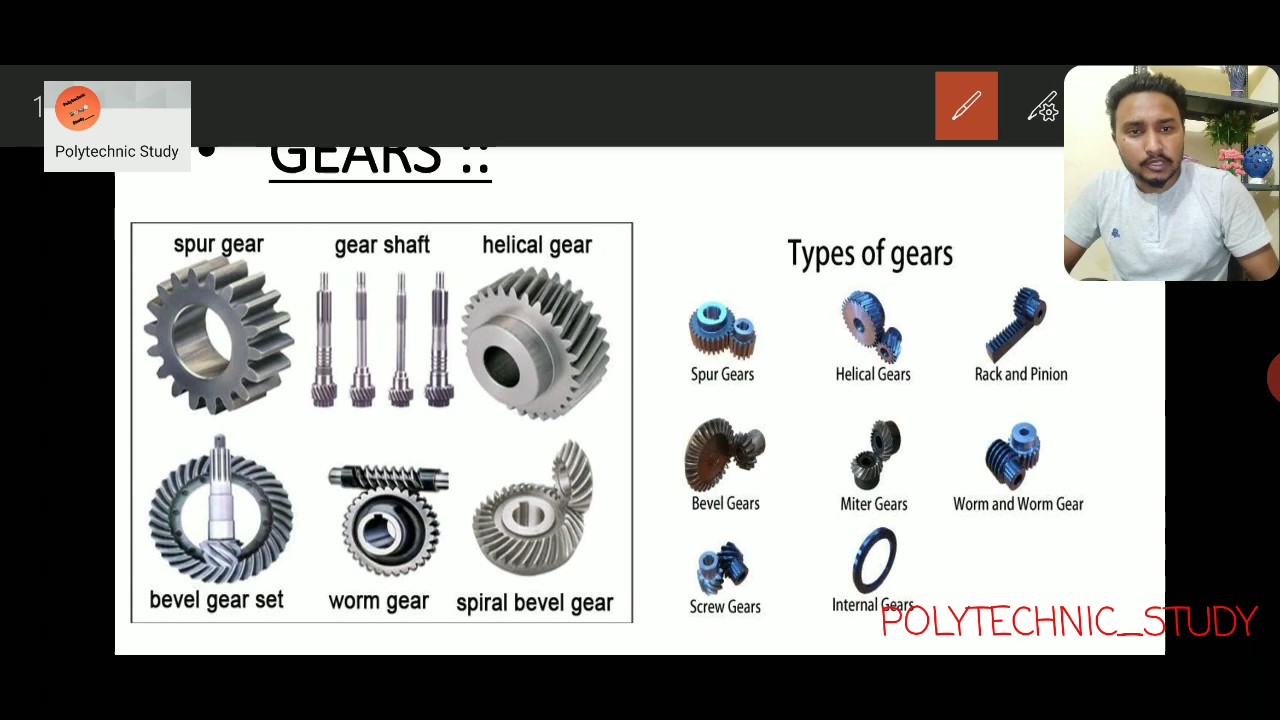 1
Polytechnic Study
• GEARS !!
spur gear
gear shaft
helical gear
bevel gear set
worm gear
spiral bevel gear
Types of gears
Spur Gears
Helical Gears
Rack and Pinion
Bevel Gears
Miter Gears
Worm and Worm Gear
Screw Gears
Internal Gears
POLYTECHNIC_STUDY